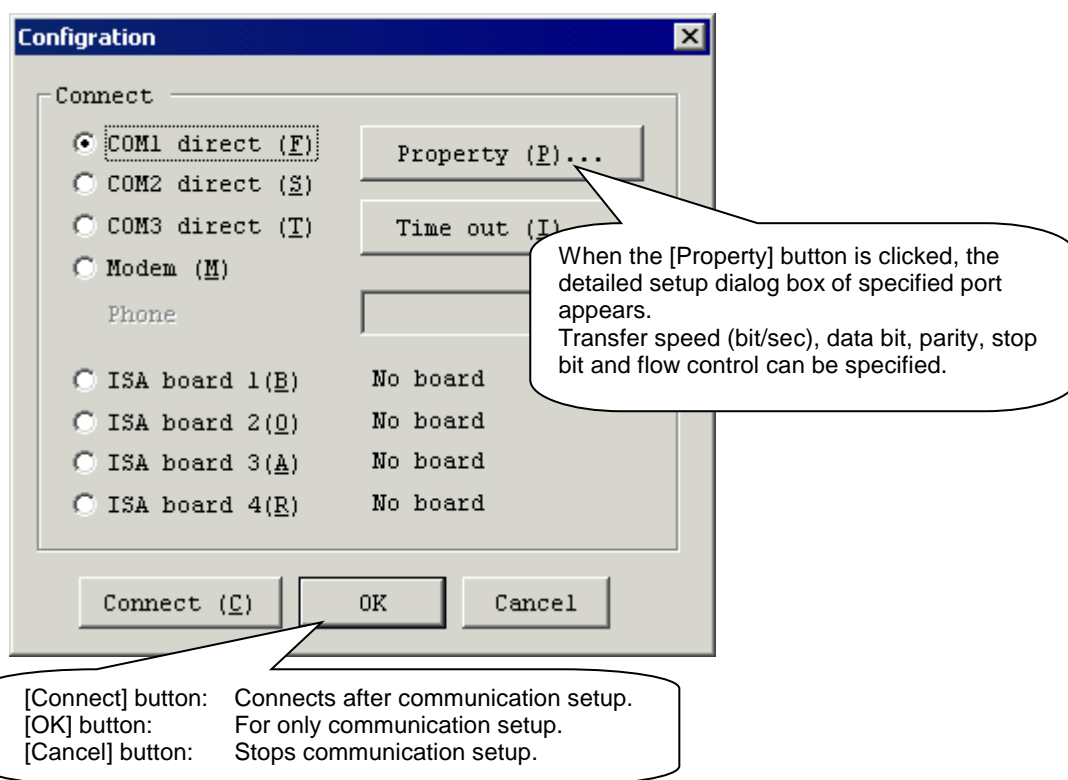 Configration
Connect
COM1 direct (F)
Property (P)...
COM2 direct (S)
COM3 direct (T)
Time out (I)
Modem (M)
Phone
When the [Property] button is clicked, the
detailed setup dialog box of specified port
appears.
Transfer speed (bit/sec), data bit, parity, stop
bit and flow control can be specified.
ISA board 1(B) No board
ISA board 2(O) No board
ISA board 3(A) No board
ISA board 4(R) No board
Connect (C) OK Cancel
[Connect] button: Connects after communication setup.
[OK] button: For only communication setup.
[Cancel] button: Stops communication setup.